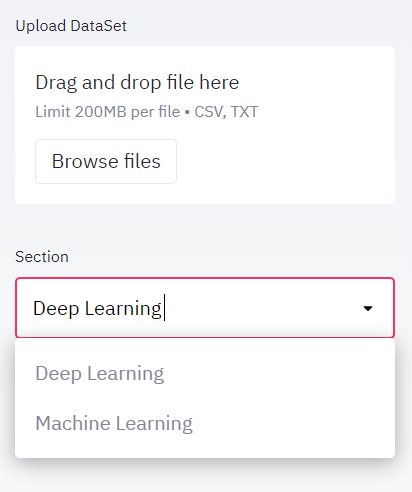 Upload DataSet
Drag and drop file here
Limit 200MB per file • CSV, TXT
Browse files
Section
Deep Learning
Deep Learning
Machine Learning